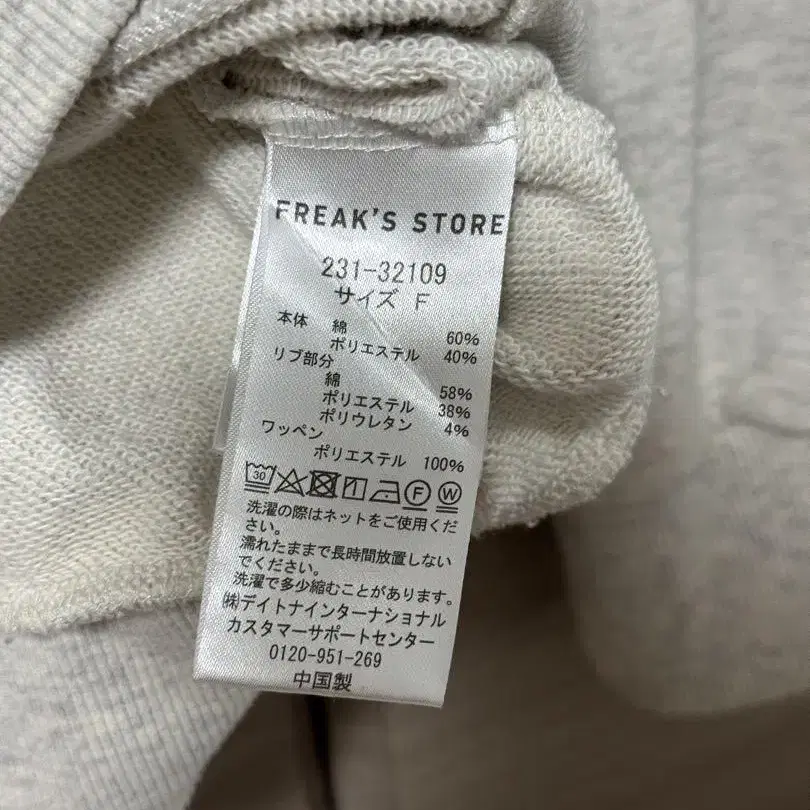 FREAK'S STORE
231-32109
サイズ F
本体 綿 60%
ポリエステル 40%
リブ部分
綿 58%
ポリエステル 38%
ポリウレタン 4%
ワッペン
ポリエステル 100%
30 F W
洗濯の際はネットをご使用くだ
さい。
濡れたままで長時間放置しない
でください。
洗濯で多少縮むことがあります。
㈱デイトナインターナショナル
カスタマーサポートセンター
0120-951-269
中国製